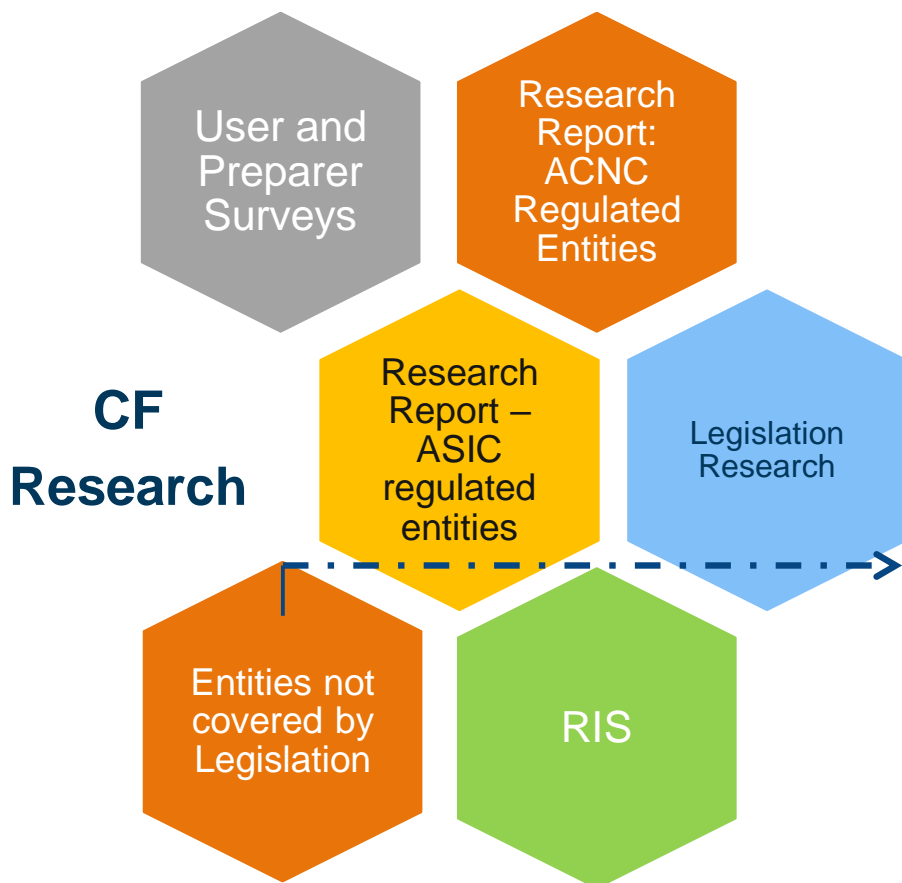 User and
Preparer
Surveys
Research
Report:
ACNC
Regulated
Entities
CF
Research
Research
Report –
ASIC
regulated
entities
Legislation
Research
Entities not
covered by
Legislation
RIS